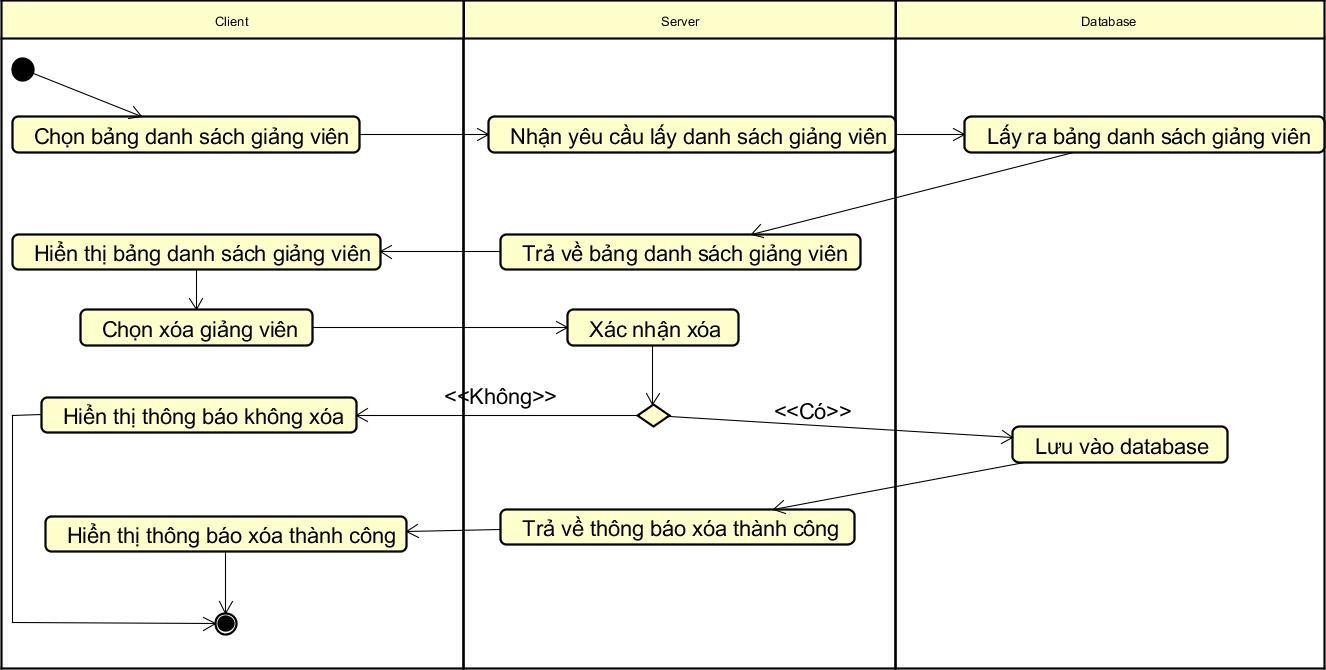 Client
Server
Database
Chọn bảng danh sách giảng viên
Nhận yêu cầu lấy danh sách giảng viên
Lấy ra bảng danh sách giảng viên
Hiển thị bảng danh sách giảng viên
Trả về bảng danh sách giảng viên
Chọn xóa giảng viên
Xác nhận xóa
<<Không>>
<<Có>>
Hiển thị thông báo không xóa
Lưu vào database
Hiển thị thông báo xóa thành công
Trả về thông báo xóa thành công